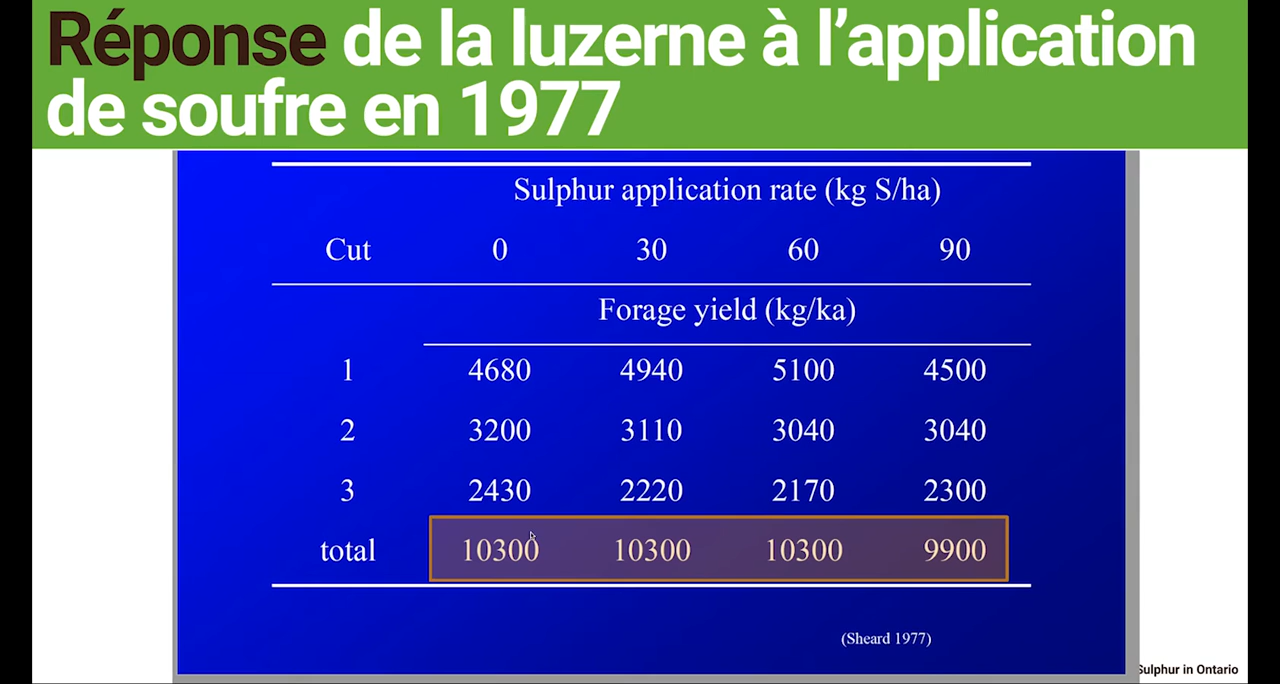 Réponse de la luzerne à l’application
de soufre en 1977
Sulphur application rate (kg S/ha)
Cut 0 30 60 90
Forage yield (kg/ka)
1 4680 4940 5100 4500
2 3200 3110 3040 3040
3 2430 2220 2170 2300
total 10300 10300 10300 9900
(Sheard 1977)
Sulphur in Ontario